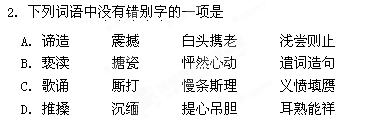 2. 下列词语中没有错别字的一项是
A. 谛造 震撼 白头携老 浅尝则止
B. 亵渎 搪瓷 怦然心动 遣词造句
C. 歌诵 厮打 慢条斯理 义愤填赝
D. 推搡 沉缅 提心吊胆 耳熟能祥